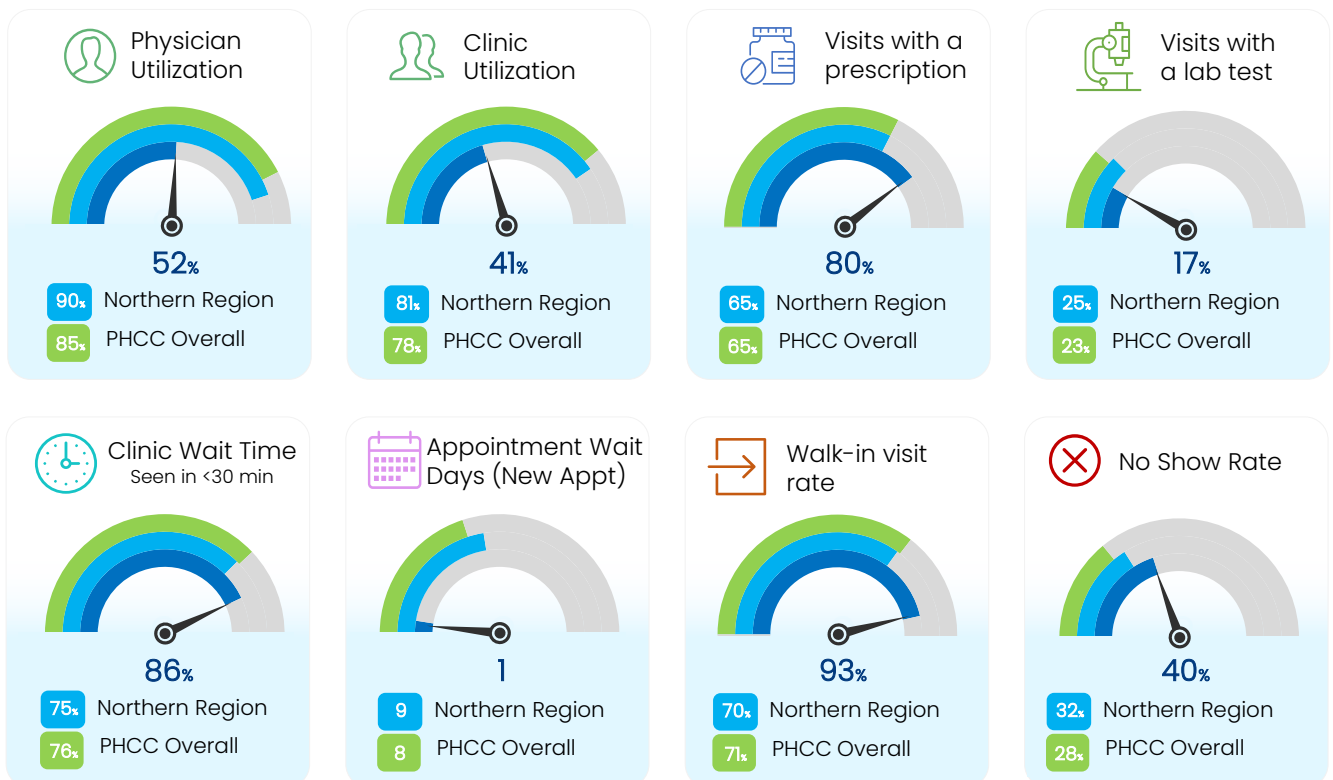 Physician
Utilization
52%
90% Northern Region
85% PHCC Overall
Clinic
Utilization
41%
81% Northern Region
78% PHCC Overall
Visits with a
prescription
80%
65% Northern Region
65% PHCC Overall
Visits with
a lab test
17%
25% Northern Region
23% PHCC Overall
Clinic Wait Time
Seen in <30 min
86%
75% Northern Region
76% PHCC Overall
Appointment Wait
Days (New Appt)
1
9 Northern Region
8 PHCC Overall
Walk-in visit
rate
93%
70% Northern Region
71% PHCC Overall
No Show Rate
40%
32% Northern Region
28% PHCC Overall